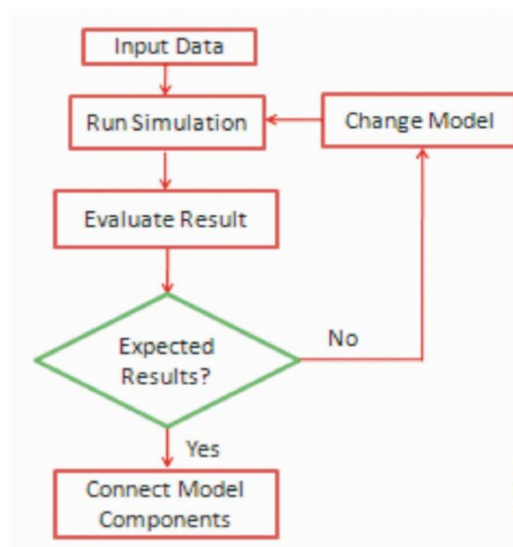 Input Data
Run Simulation
Change Model
Evaluate Result
Expected
Results?
No
Yes
Connect Model
Components